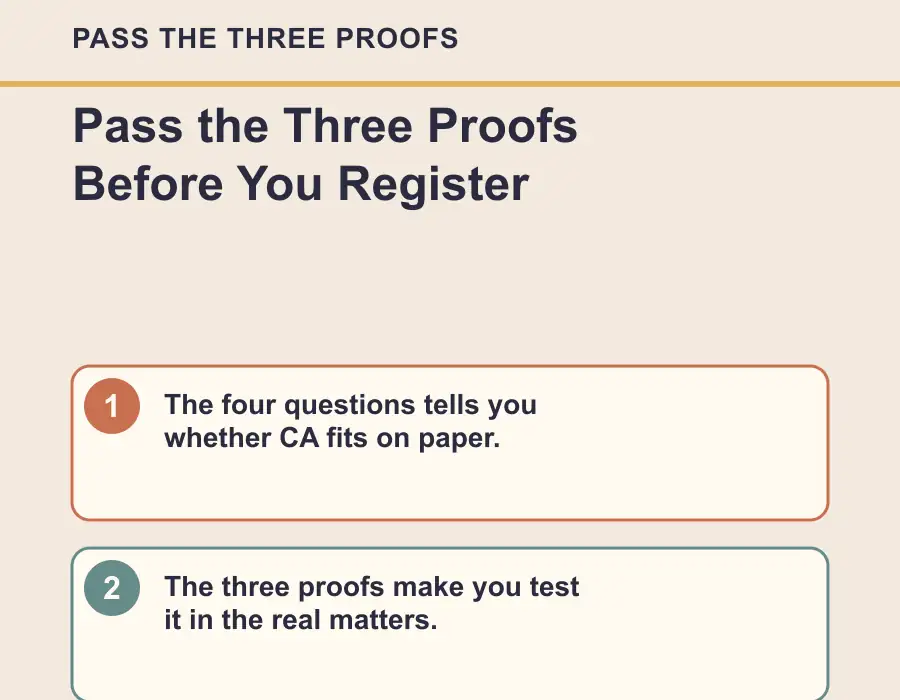 PASS THE THREE PROOFS
Pass the Three Proofs
Before You Register
1
The four questions tells you
whether CA fits on paper.
2
The three proofs make you test
it in the real matters.